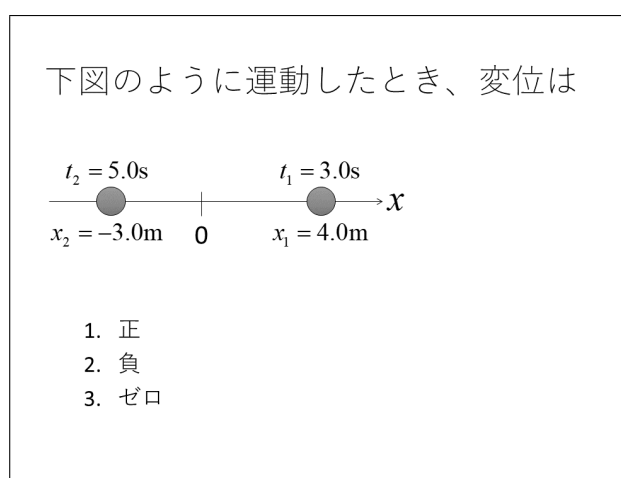 下図のように運動したとき、変位は
t₂ = 5.0s
t₁ = 3.0s
x
x₂ = −3.0m
0
x₁ = 4.0m
1. 正
2. 負
3. ゼロ